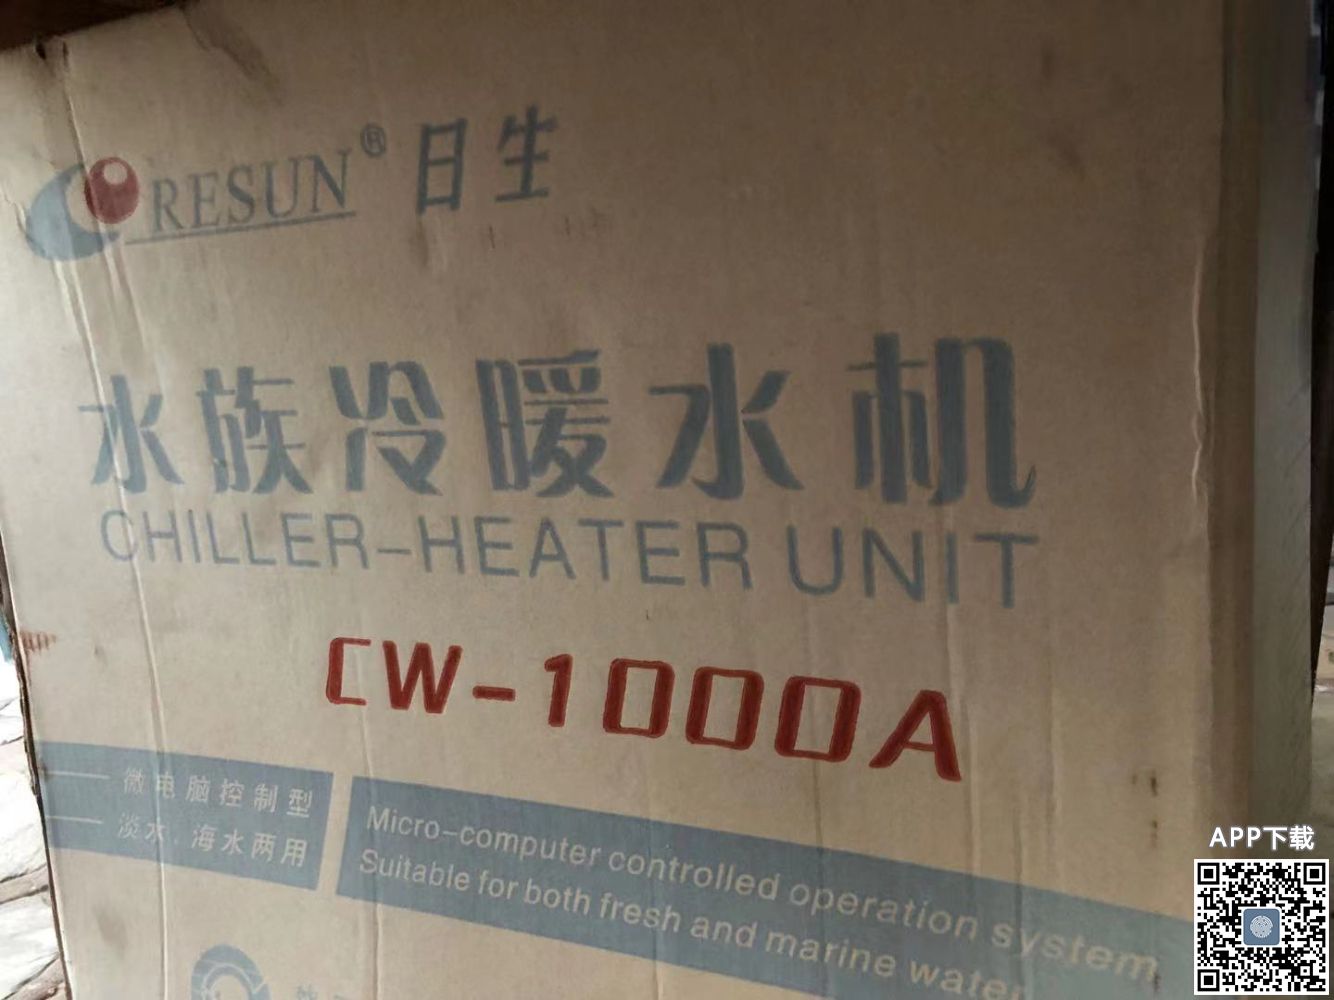 RESUN® 日生
水族冷暖水机
CHILLER-HEATER UNIT
CW-1000A
微电脑控制型
淡水、海水两用
Micro-computer controlled operation system
Suitable for both fresh and marine water
APP下载